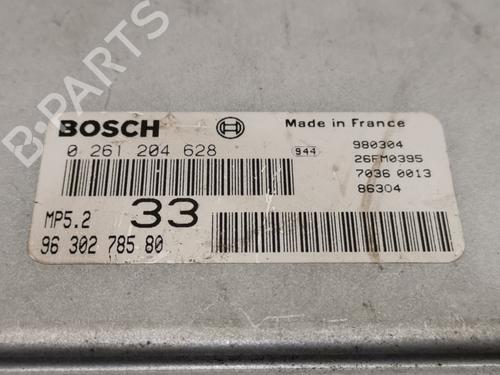 B-PARTS
BOSCH
Made in France
0 261 204 628
944
980304
26FM0395
7036 0013
86304
MP5.2
33
96 302 785 80